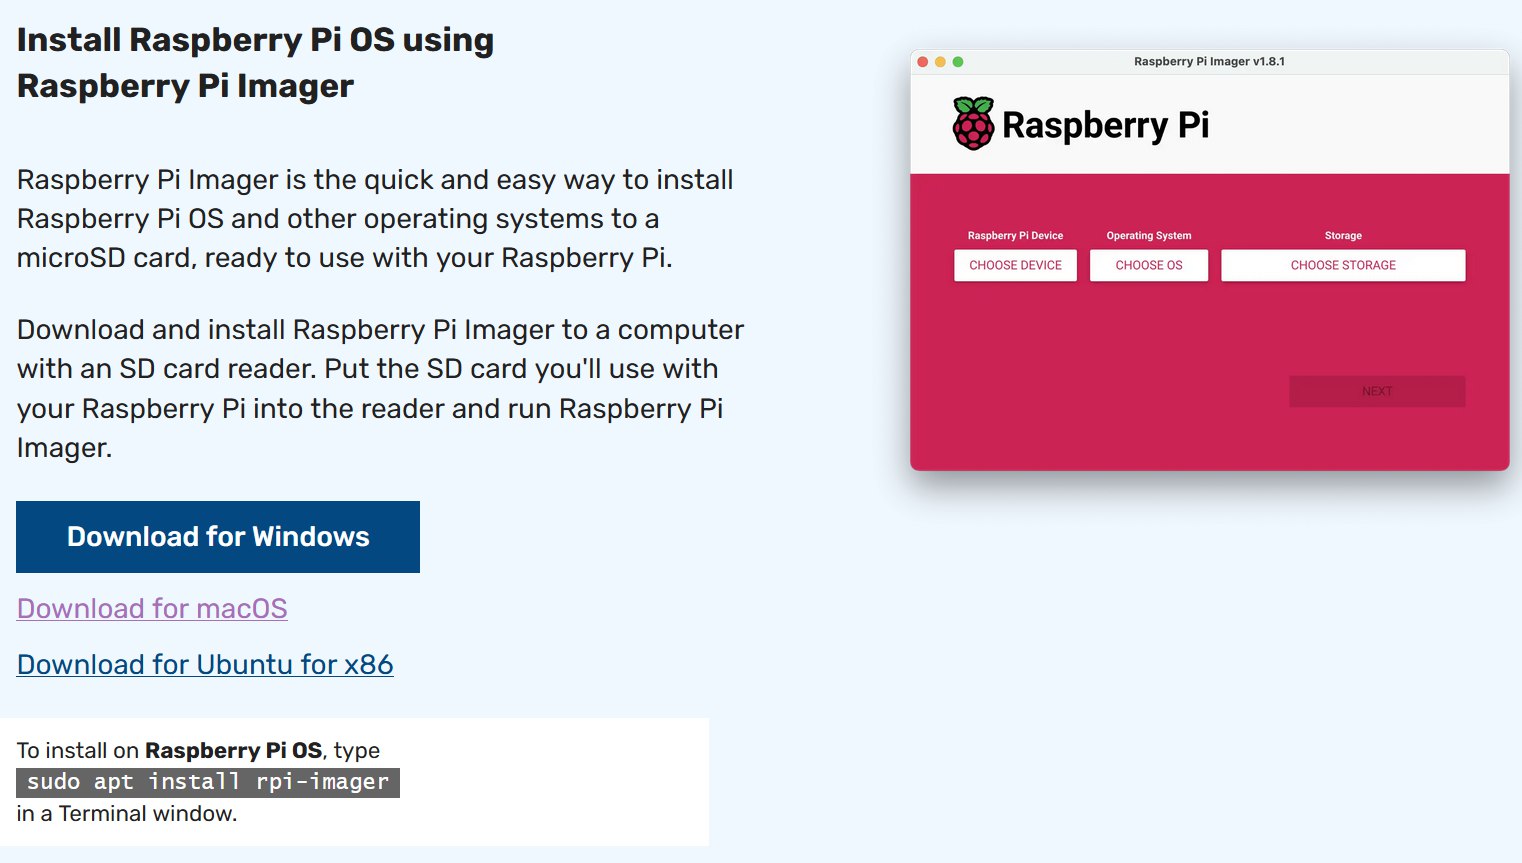 Install Raspberry Pi OS using
Raspberry Pi Imager
Raspberry Pi Imager is the quick and easy way to install
Raspberry Pi OS and other operating systems to a
microSD card, ready to use with your Raspberry Pi.
Download and install Raspberry Pi Imager to a computer
with an SD card reader. Put the SD card you'll use with
your Raspberry Pi into the reader and run Raspberry Pi
Imager.
Download for Windows
Download for macOS
Download for Ubuntu for x86
To install on Raspberry Pi OS, type
sudo apt install rpi-imager
in a Terminal window.
Raspberry Pi Imager v1.8.1
Raspberry Pi
Raspberry Pi Device Operating System Storage
CHOOSE DEVICE CHOOSE OS CHOOSE STORAGE
NEXT